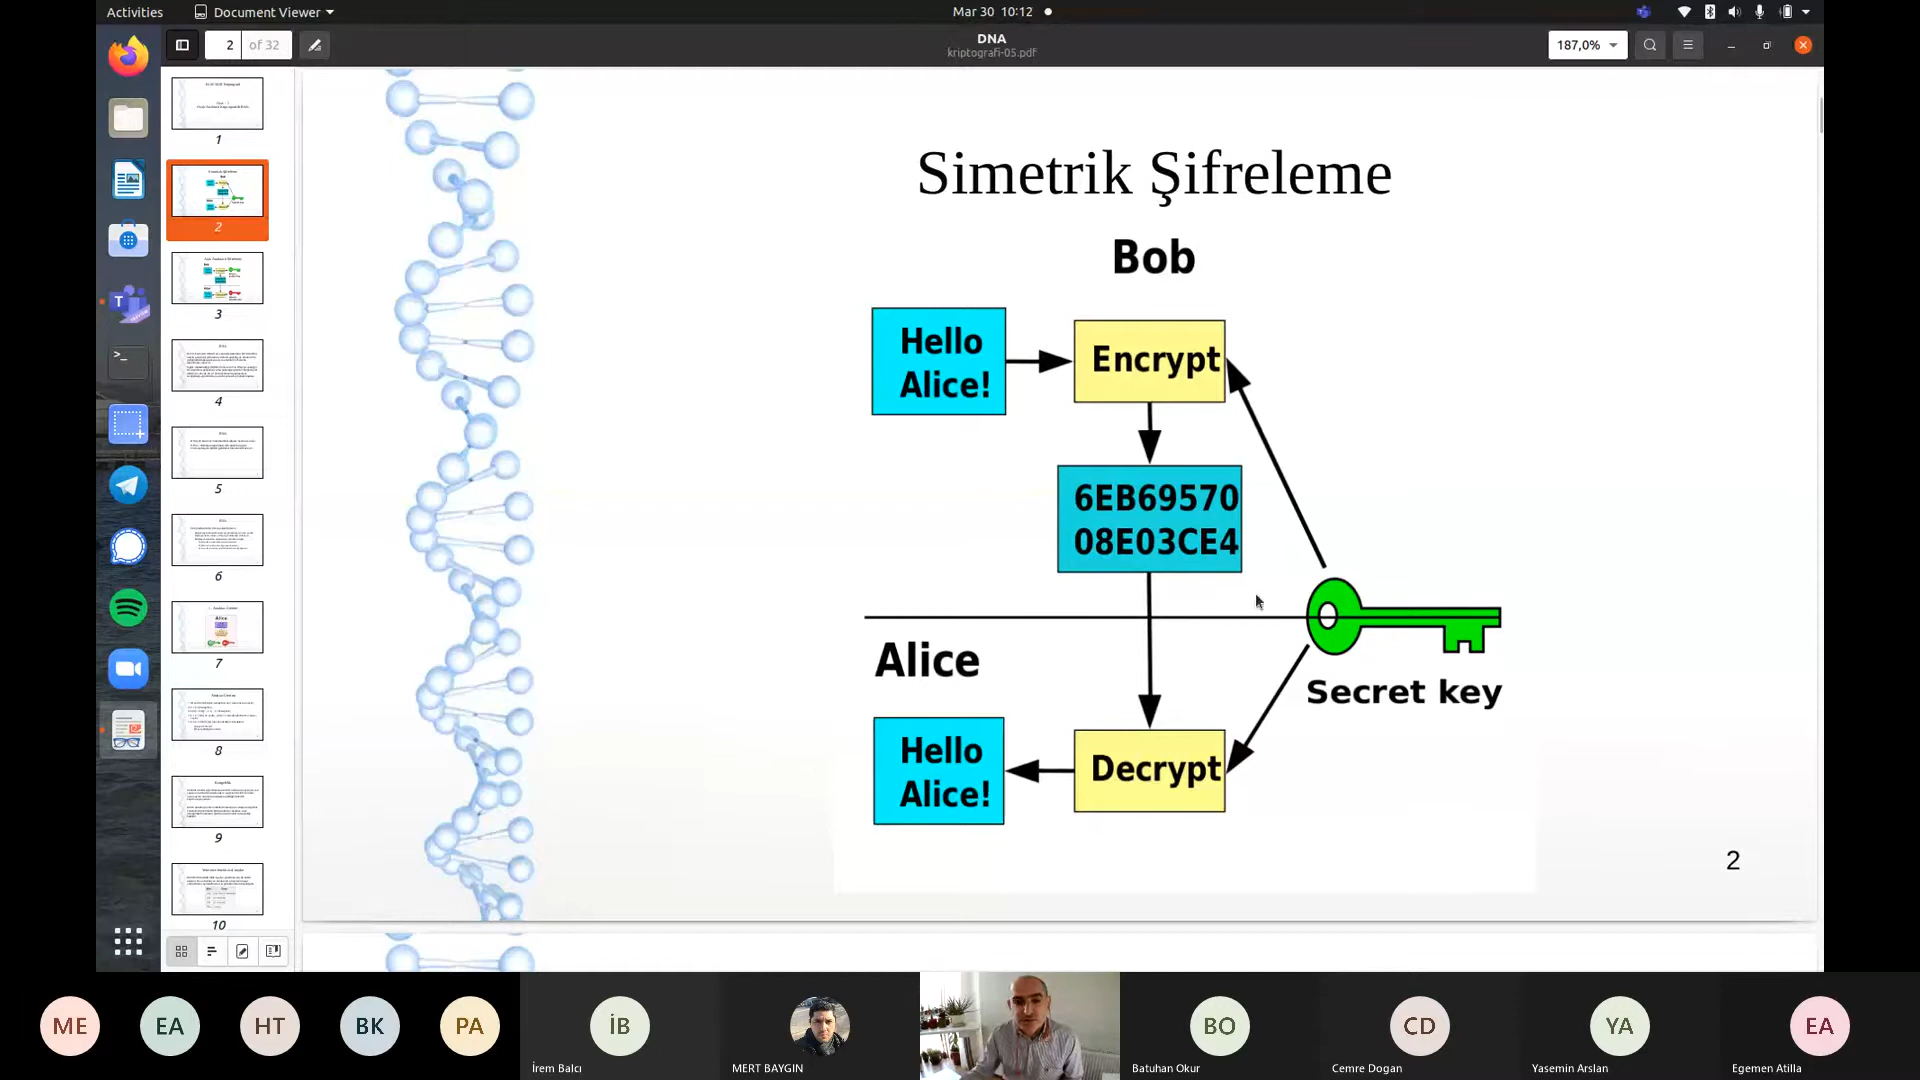 Activities
Document Viewer
Mar 30 10:12
2
of 32
DNA
kriptografi-05.pdf
187,0%
1
2
3
4
5
6
7
8
9
10
Simetrik Şifreleme
Bob
Hello
Alice!
Encrypt
6EB69570
08E03CE4
Alice
Secret key
Hello
Alice!
Decrypt
2
ME
EA
HT
BK
PA
İB
İrem Balcı
MERT BAYGIN
BO
Batuhan Okur
CD
Cemre Dogan
YA
Yasemin Arslan
EA
Egemen Atilla